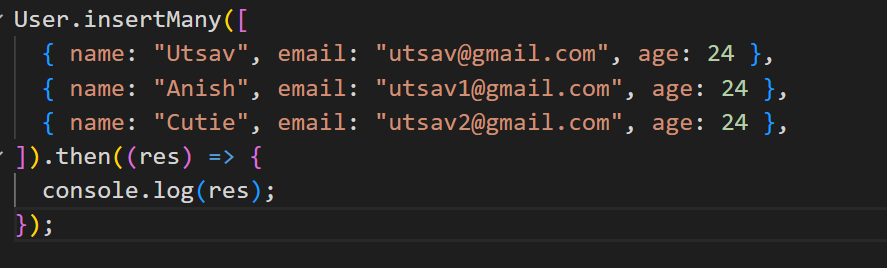 User.insertMany([
  { name: "Utsav", email: "utsav@gmail.com", age: 24 },
  { name: "Anish", email: "utsav1@gmail.com", age: 24 },
  { name: "Cutie", email: "utsav2@gmail.com", age: 24 },
]).then((res) => {
  console.log(res);
});